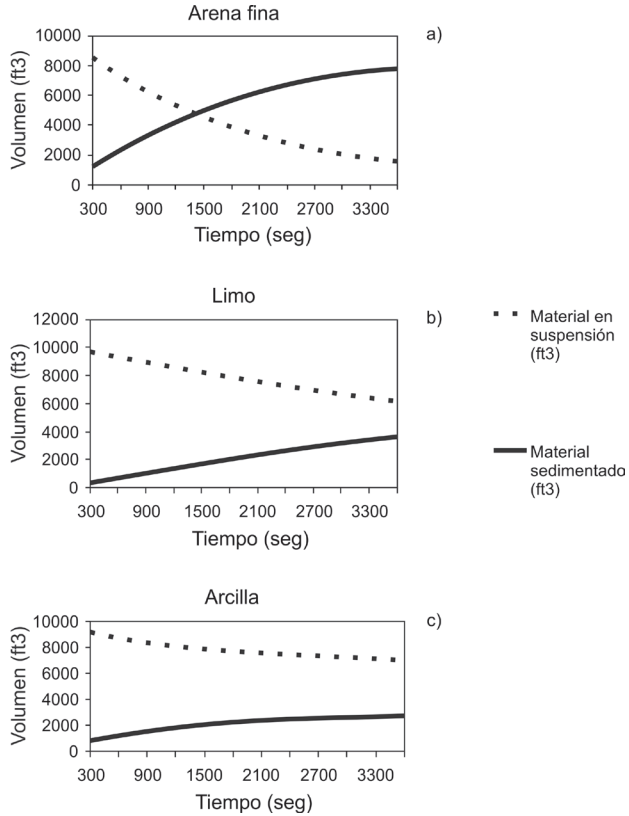 Arena fina
a)
Volumen (ft3)
10000
8000
6000
4000
2000
0
300 900 1500 2100 2700 3300
Tiempo (seg)
Limo
b)
Volumen (ft3)
12000
10000
8000
6000
4000
2000
0
300 900 1500 2100 2700 3300
Tiempo (seg)
Material en
suspensión
(ft3)
Material
sedimentado
(ft3)
Arcilla
c)
Volumen (ft3)
10000
8000
6000
4000
2000
0
300 900 1500 2100 2700 3300
Tiempo (seg)